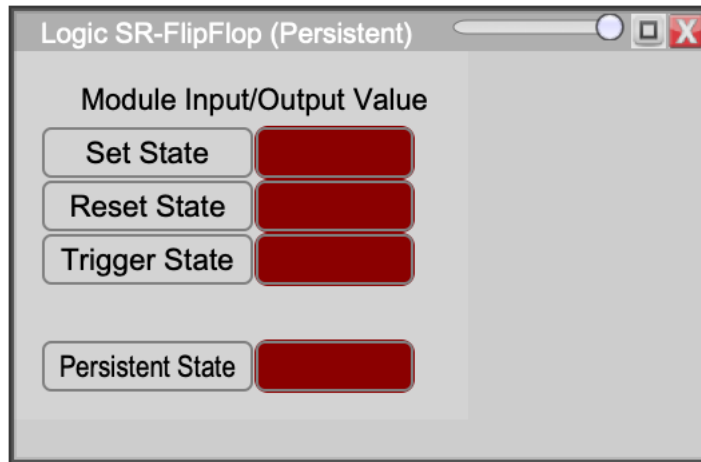 Logic SR-FlipFlop (Persistent)
Module Input/Output Value
Set State
Reset State
Trigger State
Persistent State